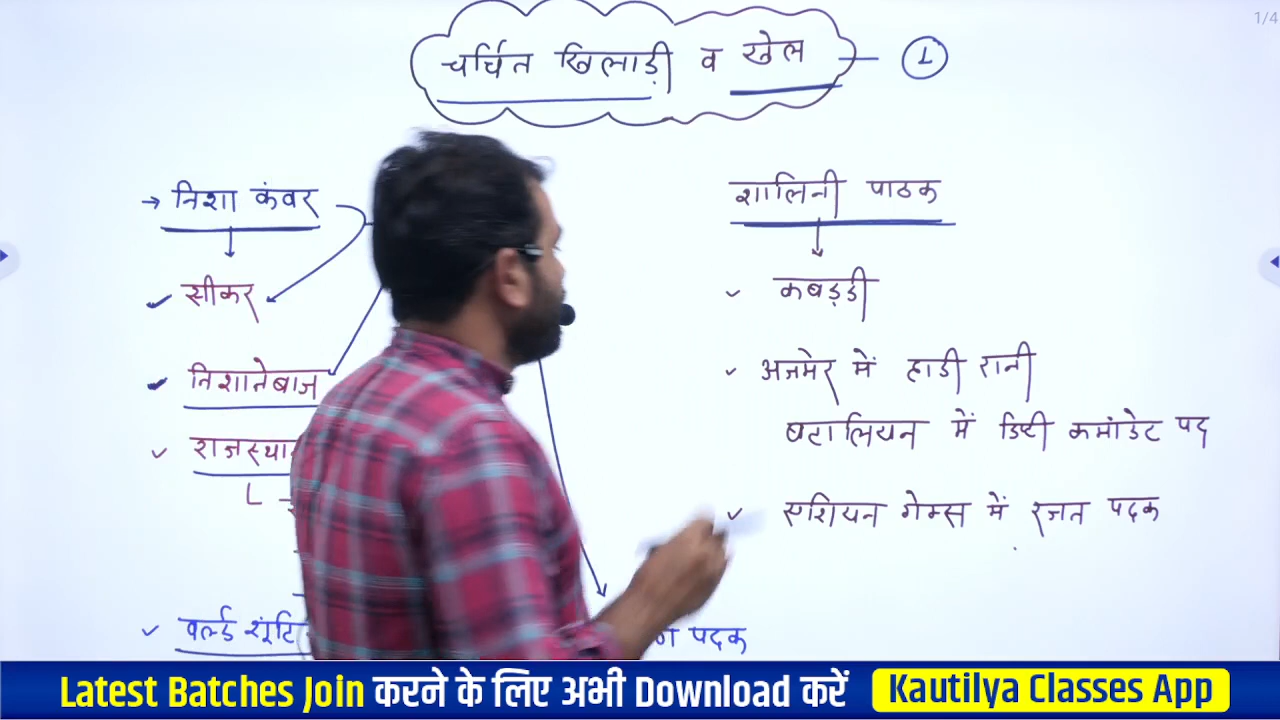 1/4
चर्चित खिलाड़ी व खेल - 1
→ निशा कंवर
✓ सीकर
✓ निशानेबाज
✓
✓ वर्ल्ड
पदक
शालिनी पाठक
✓ कबड्डी
✓ अजमेर में हाडी रानी
बटालियन में डिप्टी कमांडेट पद
✓ एशियन गेम्स में रजत पदक
Latest Batches Join करने के लिए अभी Download करें Kautilya Classes App